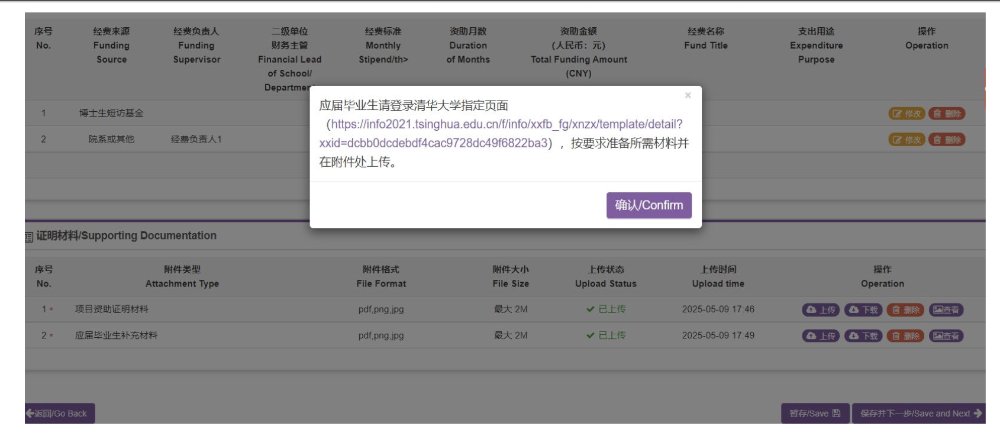 序号 经费来源 经费负责人 二级单位 经费标准 资助月数 资助金额 经费名称 支出用途 操作
No. Funding Funding 财务主管 Monthly Duration (人民币：元) Fund Title Expenditure Operation
Source Supervisor Financial Lead Stipend/th> of Months Total Funding Amount Purpose
of School/ (CNY)
Departmen
应届毕业生请登录清华大学指定页面 ×
（https://info2021.tsinghua.edu.cn/f/info/xxfb_fg/xnzx/template/detail?
xxid=dcbb0dcdebdf4cac9728dc49f6822ba3)，按要求准备所需材料并
在附件处上传。
确认/Confirm
1 博士生短访基金 修改 删除
2 院系或其他 经费负责人1 修改 删除
证明材料/Supporting Documentation
序号 附件类型 附件格式 附件大小 上传状态 上传时间 操作
No. Attachment Type File Format File Size Upload Status Upload time Operation
1 * 项目资助证明材料 pdf,png,jpg 最大 2M 已上传 2025-05-09 17:46 上传 下载 删除 查看
2 * 应届毕业生补充材料 pdf,png,jpg 最大 2M 已上传 2025-05-09 17:49 上传 下载 删除 查看
返回/Go Back 暂存/Save 保存并下一步/Save and Next